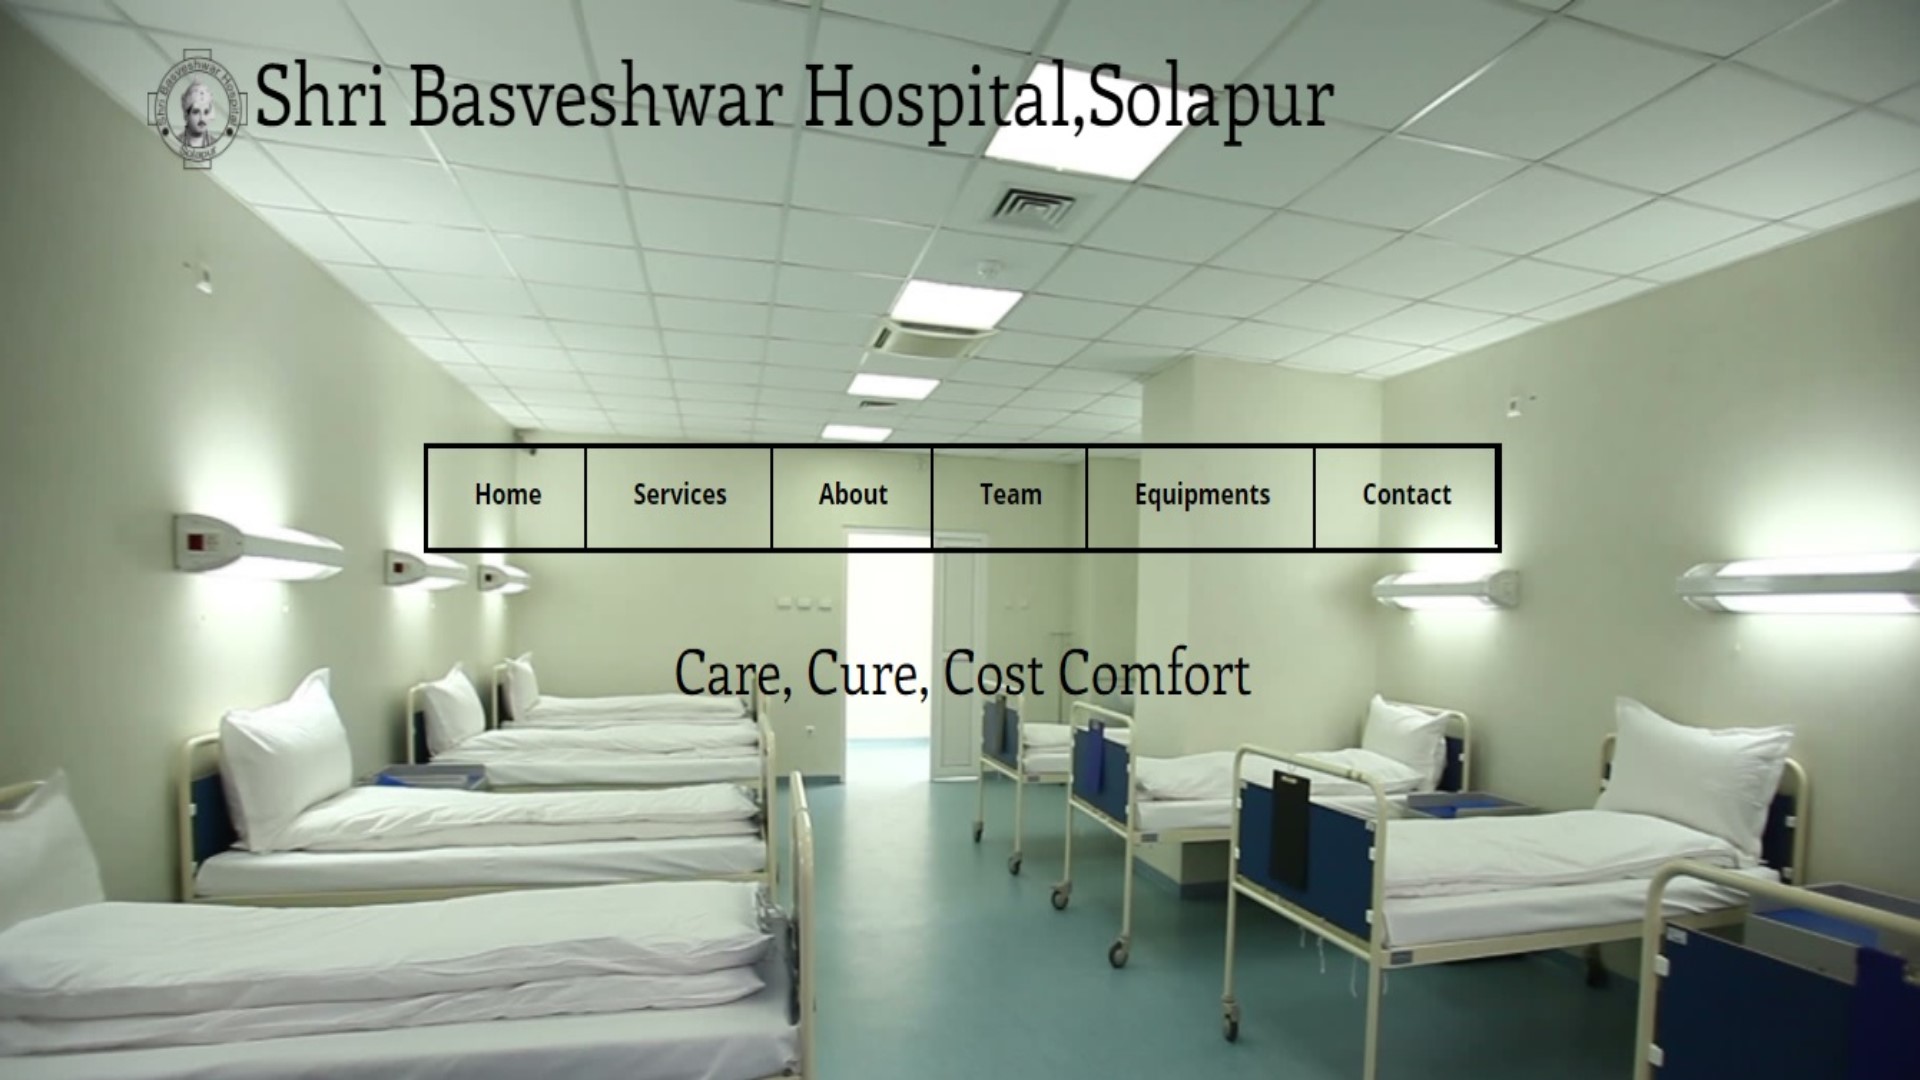 Shri Basveshwar Hospital
Solapur
Shri Basveshwar Hospital,Solapur
Home
Services
About
Team
Equipments
Contact
Care, Cure, Cost Comfort